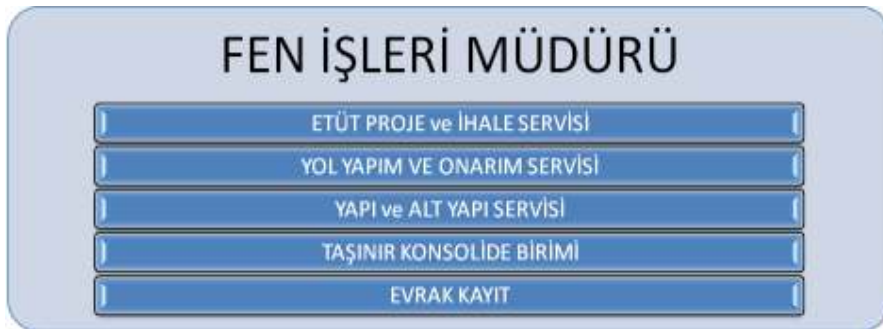 FEN İŞLERİ MÜDÜRÜ
ETÜT PROJE ve İHALE SERVİSİ
YOL YAPIM VE ONARIM SERVİSİ
YAPI ve ALT YAPI SERVİSİ
TAŞINIR KONSOLİDE BİRİMİ
EVRAK KAYIT